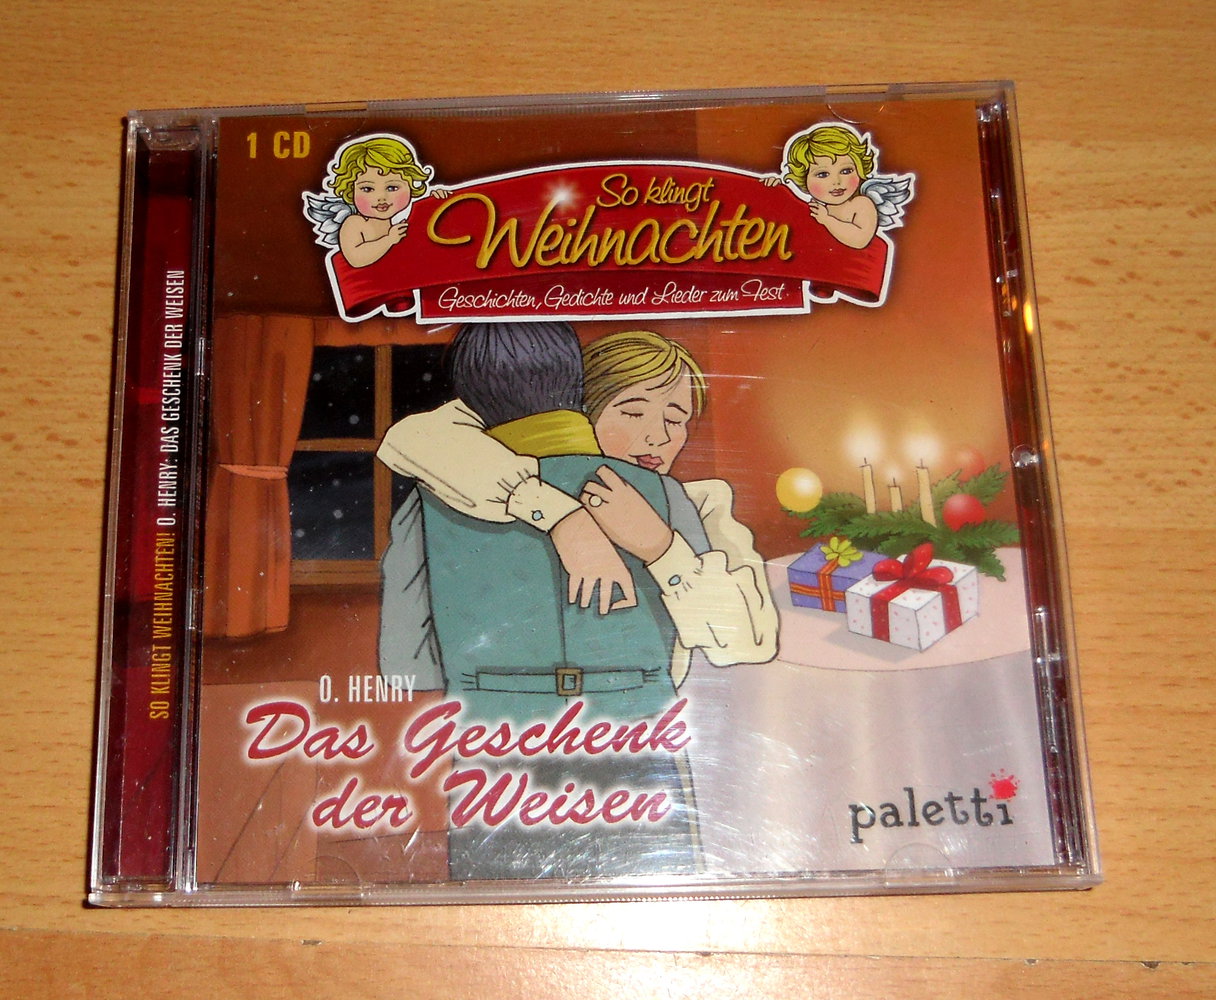 1 CD
So klingt
Weihnachten
Geschichten, Gedichte und Lieder zum Fest
O. HENRY
Das Geschenk
der Weisen
paletti
SO KLINGT WEIHNACHTEN! O. HENRY: DAS GESCHENK DER WEISEN